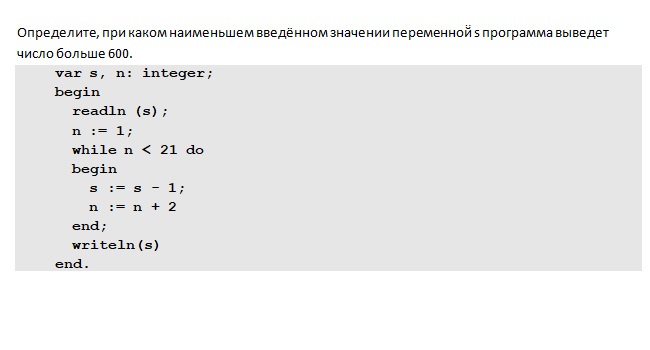 Определите, при каком наименьшем введённом значении переменной s программа выведет
число больше 600.
var s, n: integer;
begin
readln (s);
n := 1;
while n < 21 do
begin
s := s - 1;
n := n + 2
end;
writeln(s)
end.